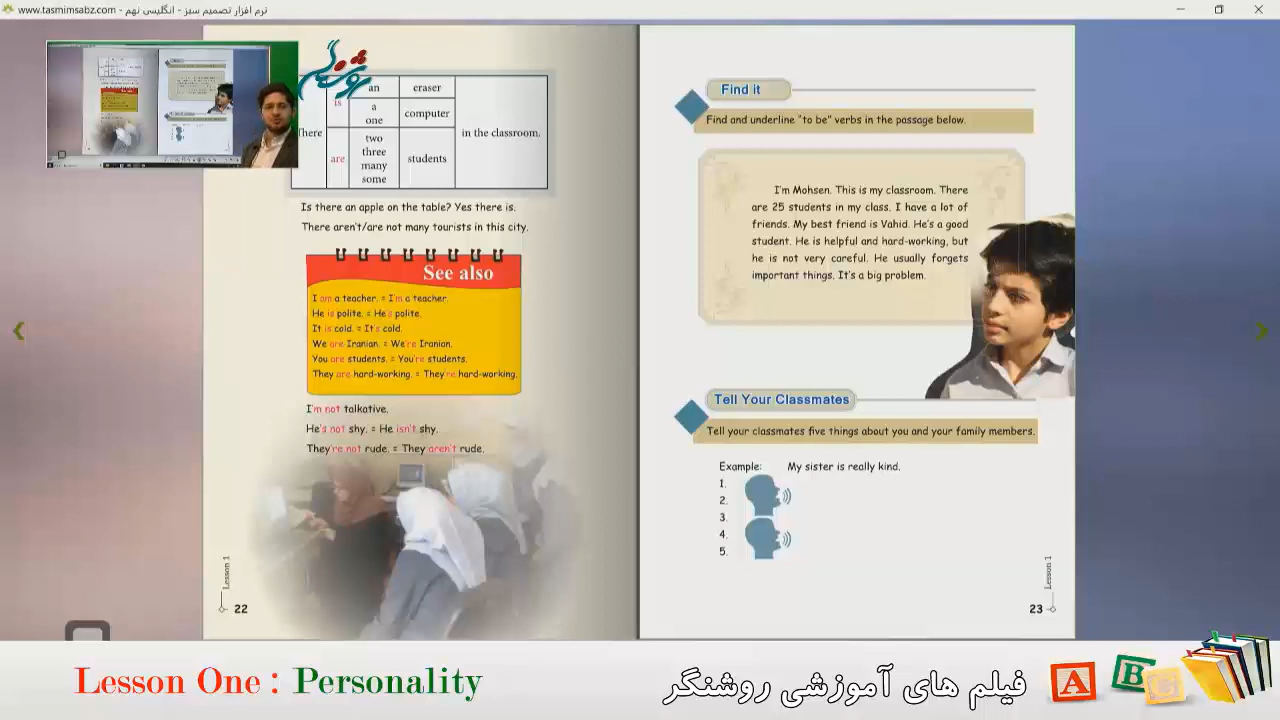 www.tasmimsabz.com - نرم افزار تصمیم سبز - انگلیسی نهم
روشنگر
There is an eraser in the classroom.
a
one
computer
are
two
three
many
some
students
Is there an apple on the table? Yes there is.
There aren't/are not many tourists in this city.
See also
I am a teacher. = I'm a teacher.
He is polite. = He's polite.
It is cold. = It's cold.
We are Iranian. = We're Iranian.
You are students. = You're students.
They are hard-working. = They're hard-working.
I'm not talkative.
He's not shy. = He isn't shy.
They're not rude. = They aren't rude.
Lesson 1
22
Find it
Find and underline "to be" verbs in the passage below.
I'm Mohsen. This is my classroom. There
are 25 students in my class. I have a lot of
friends. My best friend is Vahid. He's a good
student. He is helpful and hard-working, but
he is not very careful. He usually forgets
important things. It's a big problem.
Tell Your Classmates
Tell your classmates five things about you and your family members.
Example: My sister is really kind.
1.
2.
3.
4.
5.
Lesson 1
23
Lesson One : Personality
فیلم های آموزشی روشنگر
A
B